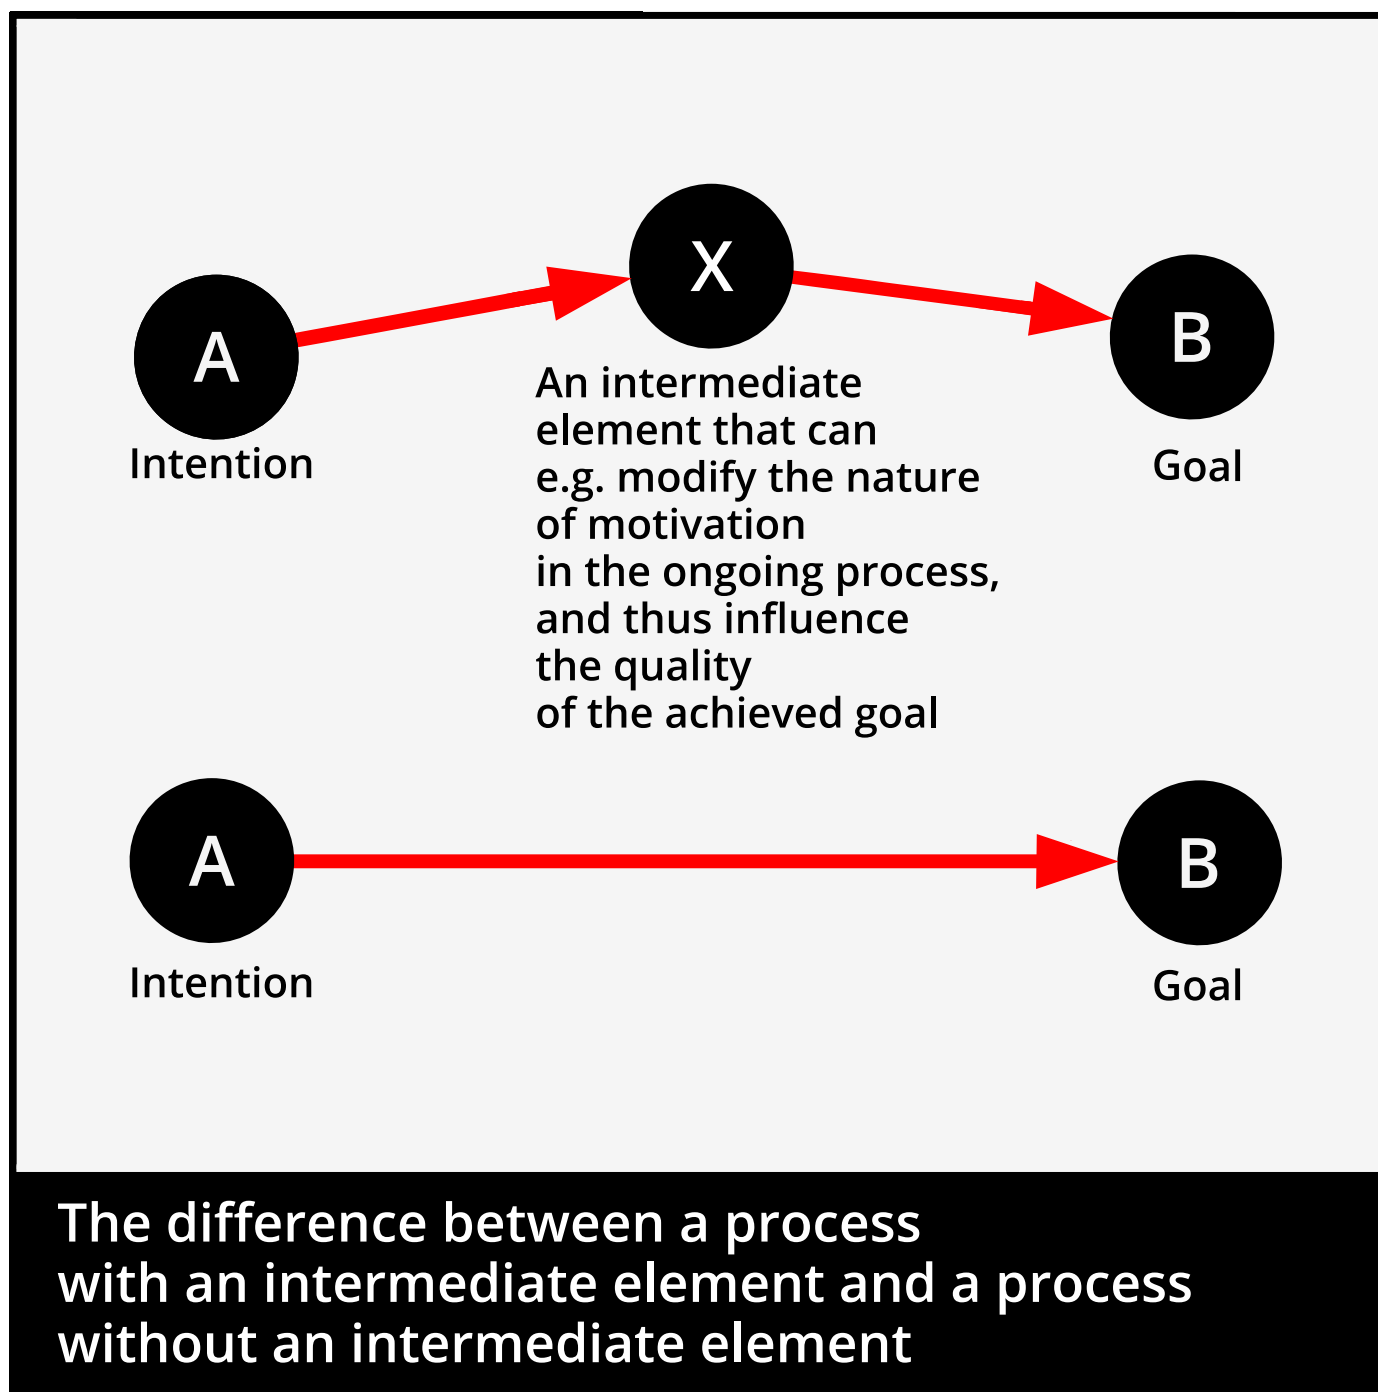 A
X
B
Intention
An intermediate
element that can
e.g. modify the nature
of motivation
in the ongoing process,
and thus influence
the quality
of the achieved goal
Goal
A
B
Intention
Goal
The difference between a process
with an intermediate element and a process
without an intermediate element